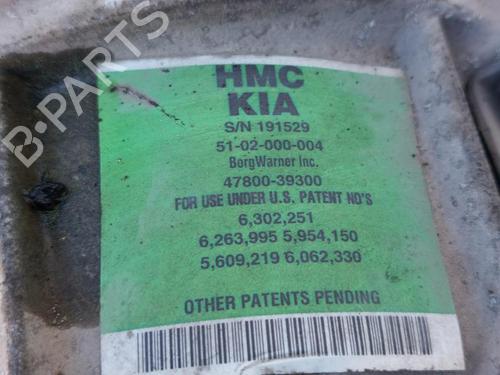 HMC
KIA
S/N 191529
51-02-000-004
BorgWarner Inc.
47800-39300
FOR USE UNDER U.S. PATENT NO'S
6,302,251
6,263,995 5,954,150
5,609,219 6,062,330
OTHER PATENTS PENDING